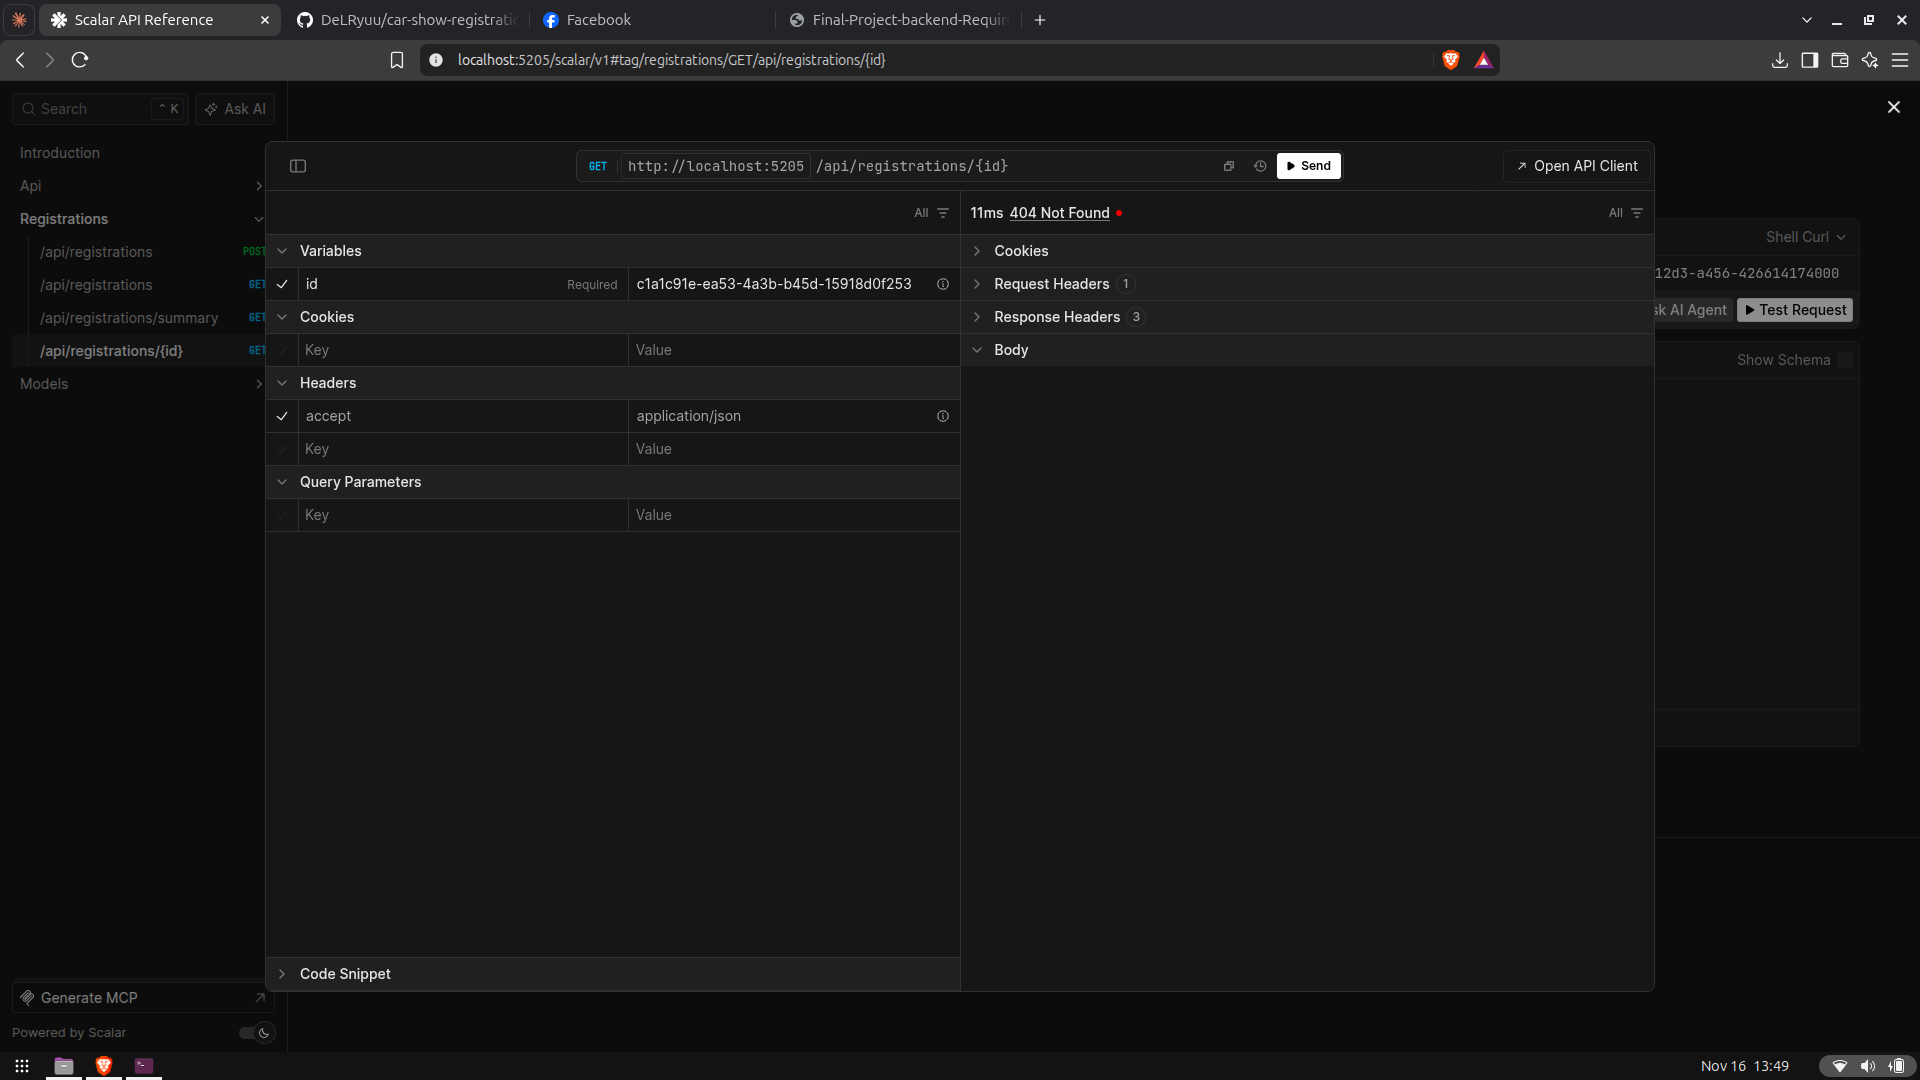 Scalar API Reference
DeLRyuu/car-show-registratio
Facebook
Final-Project-backend-Require
localhost:5205/scalar/v1#tag/registrations/GET/api/registrations/{id}
Search
⌃ K
Ask AI
Introduction
Api
Registrations
/api/registrations POST
/api/registrations GET
/api/registrations/summary GET
/api/registrations/{id} GET
Models
GET http://localhost:5205 /api/registrations/{id}
Send
Open API Client
All
Variables
id Required c1a1c91e-ea53-4a3b-b45d-15918d0f253
Cookies
Key Value
Headers
accept application/json
Key Value
Query Parameters
Key Value
Code Snippet
11ms 404 Not Found
All
Cookies
Request Headers 1
Response Headers 3
Body
Shell Curl
12d3-a456-426614174000
sk AI Agent
Test Request
Show Schema
Generate MCP
Powered by Scalar
Nov 16 13:49